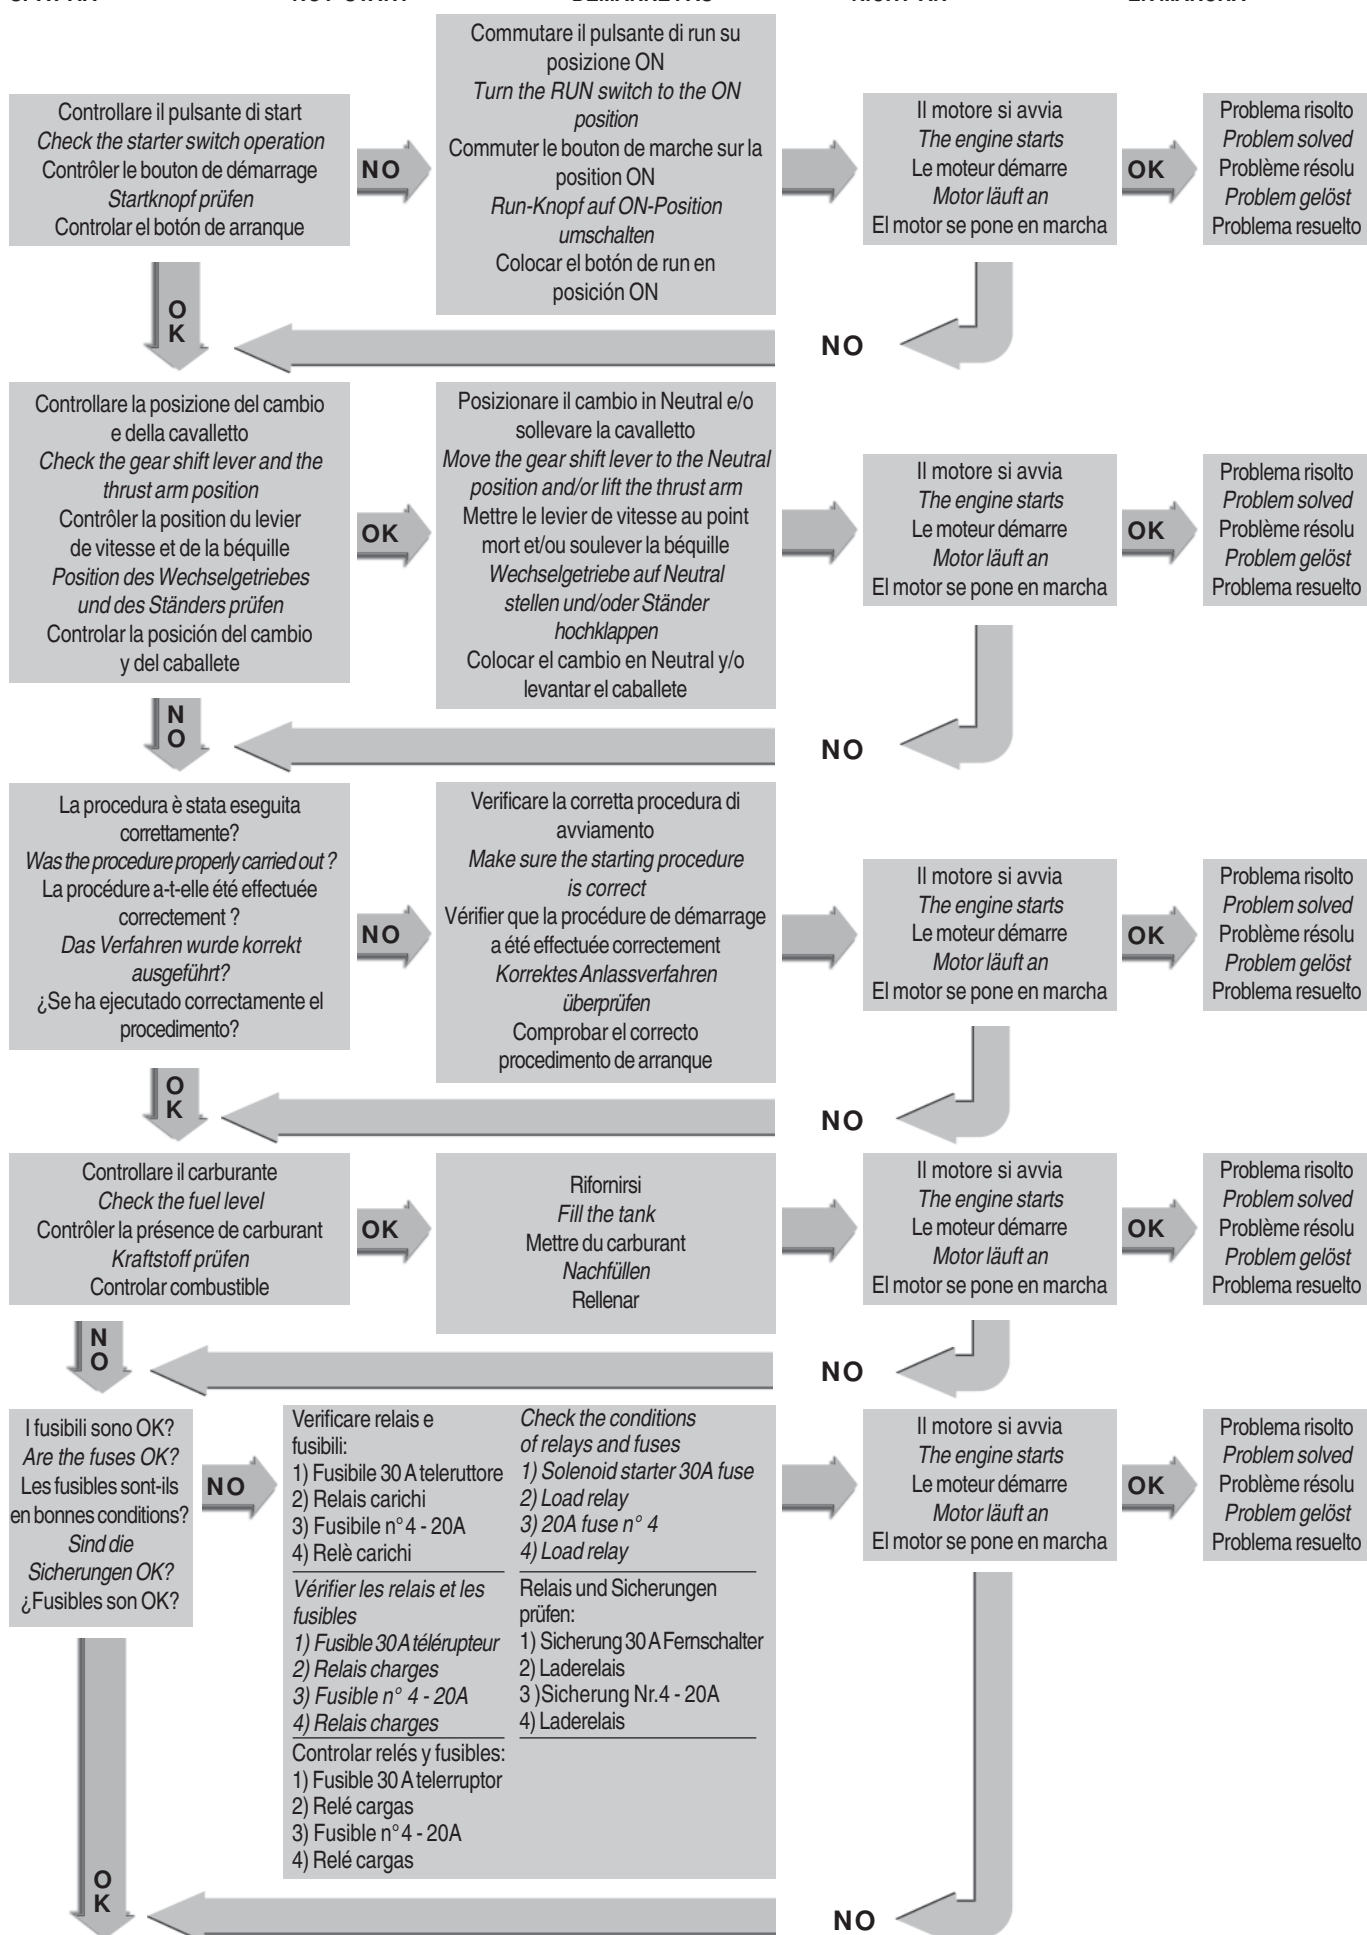 Controllare il pulsante di start
Check the starter switch operation
Contrôler le bouton de démarrage
Startknopf prüfen
Controlar el botón de arranque
NO
Commutare il pulsante di run su
posizione ON
Turn the RUN switch to the ON
position
Commuter le bouton de marche sur la
position ON
Run-Knopf auf ON-Position
umschalten
Colocar el botón de run en
posición ON
Il motore si avvia
The engine starts
Le moteur démarre
Motor läuft an
El motor se pone en marcha
OK
Problema risolto
Problem solved
Problème résolu
Problem gelöst
Problema resuelto
O
K
NO
Controllare la posizione del cambio
e della cavalletto
Check the gear shift lever and the
thrust arm position
Contrôler la position du levier
de vitesse et de la béquille
Position des Wechselgetriebes
und des Ständers prüfen
Controlar la posición del cambio
y del caballete
OK
Posizionare il cambio in Neutral e/o
sollevare la cavalletto
Move the gear shift lever to the Neutral
position and/or lift the thrust arm
Mettre le levier de vitesse au point
mort et/ou soulever la béquille
Wechselgetriebe auf Neutral
stellen und/oder Ständer
hochklappen
Colocar el cambio en Neutral y/o
levantar el caballete
Il motore si avvia
The engine starts
Le moteur démarre
Motor läuft an
El motor se pone en marcha
OK
Problema risolto
Problem solved
Problème résolu
Problem gelöst
Problema resuelto
N
O
NO
La procedura è stata eseguita
correttamente?
Was the procedure properly carried out ?
La procédure a-t-elle été effectuée
correctement ?
Das Verfahren wurde korrekt
ausgeführt?
¿Se ha ejecutado correctamente el
procedimento?
NO
Verificare la corretta procedura di
avviamento
Make sure the starting procedure
is correct
Vérifier que la procédure de démarrage
a été effectuée correctement
Korrektes Anlassverfahren
überprüfen
Comprobar el correcto
procedimento de arranque
Il motore si avvia
The engine starts
Le moteur démarre
Motor läuft an
El motor se pone en marcha
OK
Problema risolto
Problem solved
Problème résolu
Problem gelöst
Problema resuelto
O
K
NO
Controllare il carburante
Check the fuel level
Contrôler la présence de carburant
Kraftstoff prüfen
Controlar combustible
OK
Rifornirsi
Fill the tank
Mettre du carburant
Nachfüllen
Rellenar
Il motore si avvia
The engine starts
Le moteur démarre
Motor läuft an
El motor se pone en marcha
OK
Problema risolto
Problem solved
Problème résolu
Problem gelöst
Problema resuelto
N
O
NO
I fusibili sono OK?
Are the fuses OK?
Les fusibles sont-ils
en bonnes conditions?
Sind die
Sicherungen OK?
¿Fusibles son OK?
NO
Verificare relais e
fusibili:
1) Fusibile 30 A teleruttore
2) Relais carichi
3) Fusibile n° 4 - 20A
4) Relè carichi
Check the conditions
of relays and fuses
1) Solenoid starter 30A fuse
2) Load relay
3) 20A fuse n° 4
4) Load relay
Vérifier les relais et les
fusibles
1) Fusible 30 A télérupteur
2) Relais charges
3) Fusible n° 4 - 20A
4) Relais charges
Relais und Sicherungen
prüfen:
1) Sicherung 30 A Fernschalter
2) Laderelais
3 )Sicherung Nr.4 - 20A
4) Laderelais
Controlar relés y fusibles:
1) Fusible 30 A telerruptor
2) Relé cargas
3) Fusible n° 4 - 20A
4) Relé cargas
Il motore si avvia
The engine starts
Le moteur démarre
Motor läuft an
El motor se pone en marcha
OK
Problema risolto
Problem solved
Problème résolu
Problem gelöst
Problema resuelto
O
K
NO